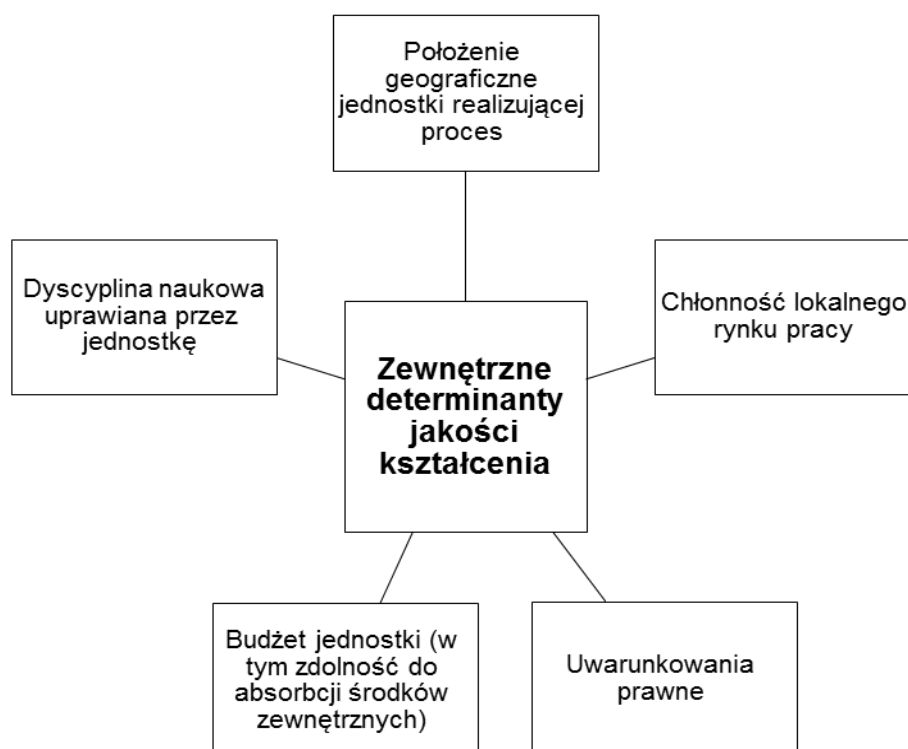 Położenie
geograficzne
jednostki realizującej
proces
Dyscyplina naukowa
uprawiana przez
jednostkę
Chłonność lokalnego
rynku pracy
Zewnętrzne
determinanty
jakości
kształcenia
Budżet jednostki (w
tym zdolność do
absorbcji środków
zewnętrznych)
Uwarunkowania
prawne